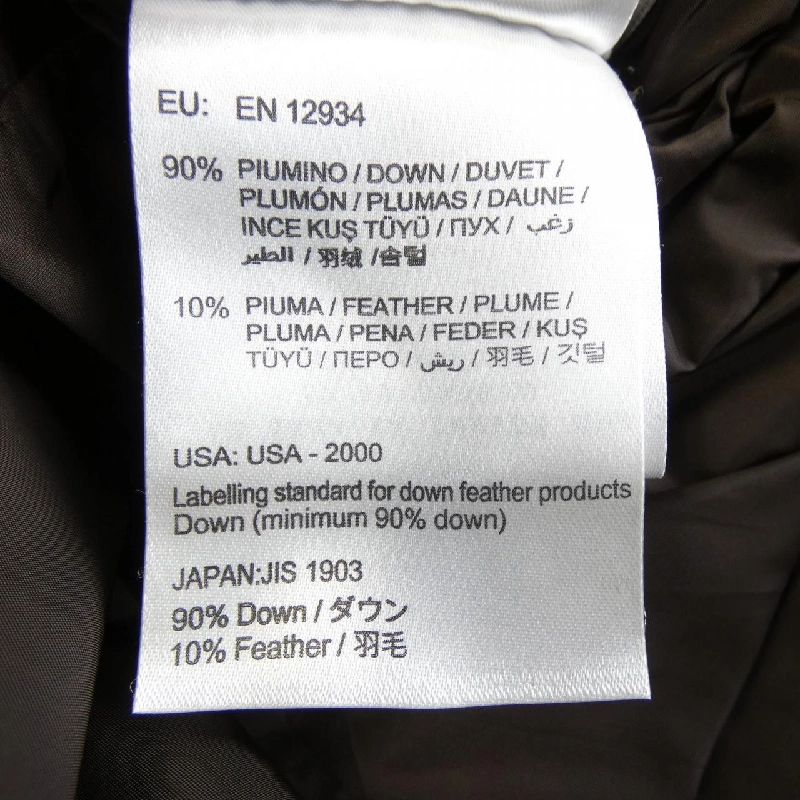 EU: EN 12934
90% PIUMINO / DOWN / DUVET /
PLUMÓN / PLUMAS / DAUNE /
INCE KUŞ TÜYÜ / ПУХ / زغب
الطير / 羽绒 / 솜털
10% PIUMA / FEATHER / PLUME /
PLUMA / PENA / FEDER / KUŞ
TÜYÜ / ПЕРО / ريش / 羽毛 / 깃털
USA: USA - 2000
Labelling standard for down feather products
Down (minimum 90% down)
JAPAN:JIS 1903
90% Down / ダウン
10% Feather / 羽毛